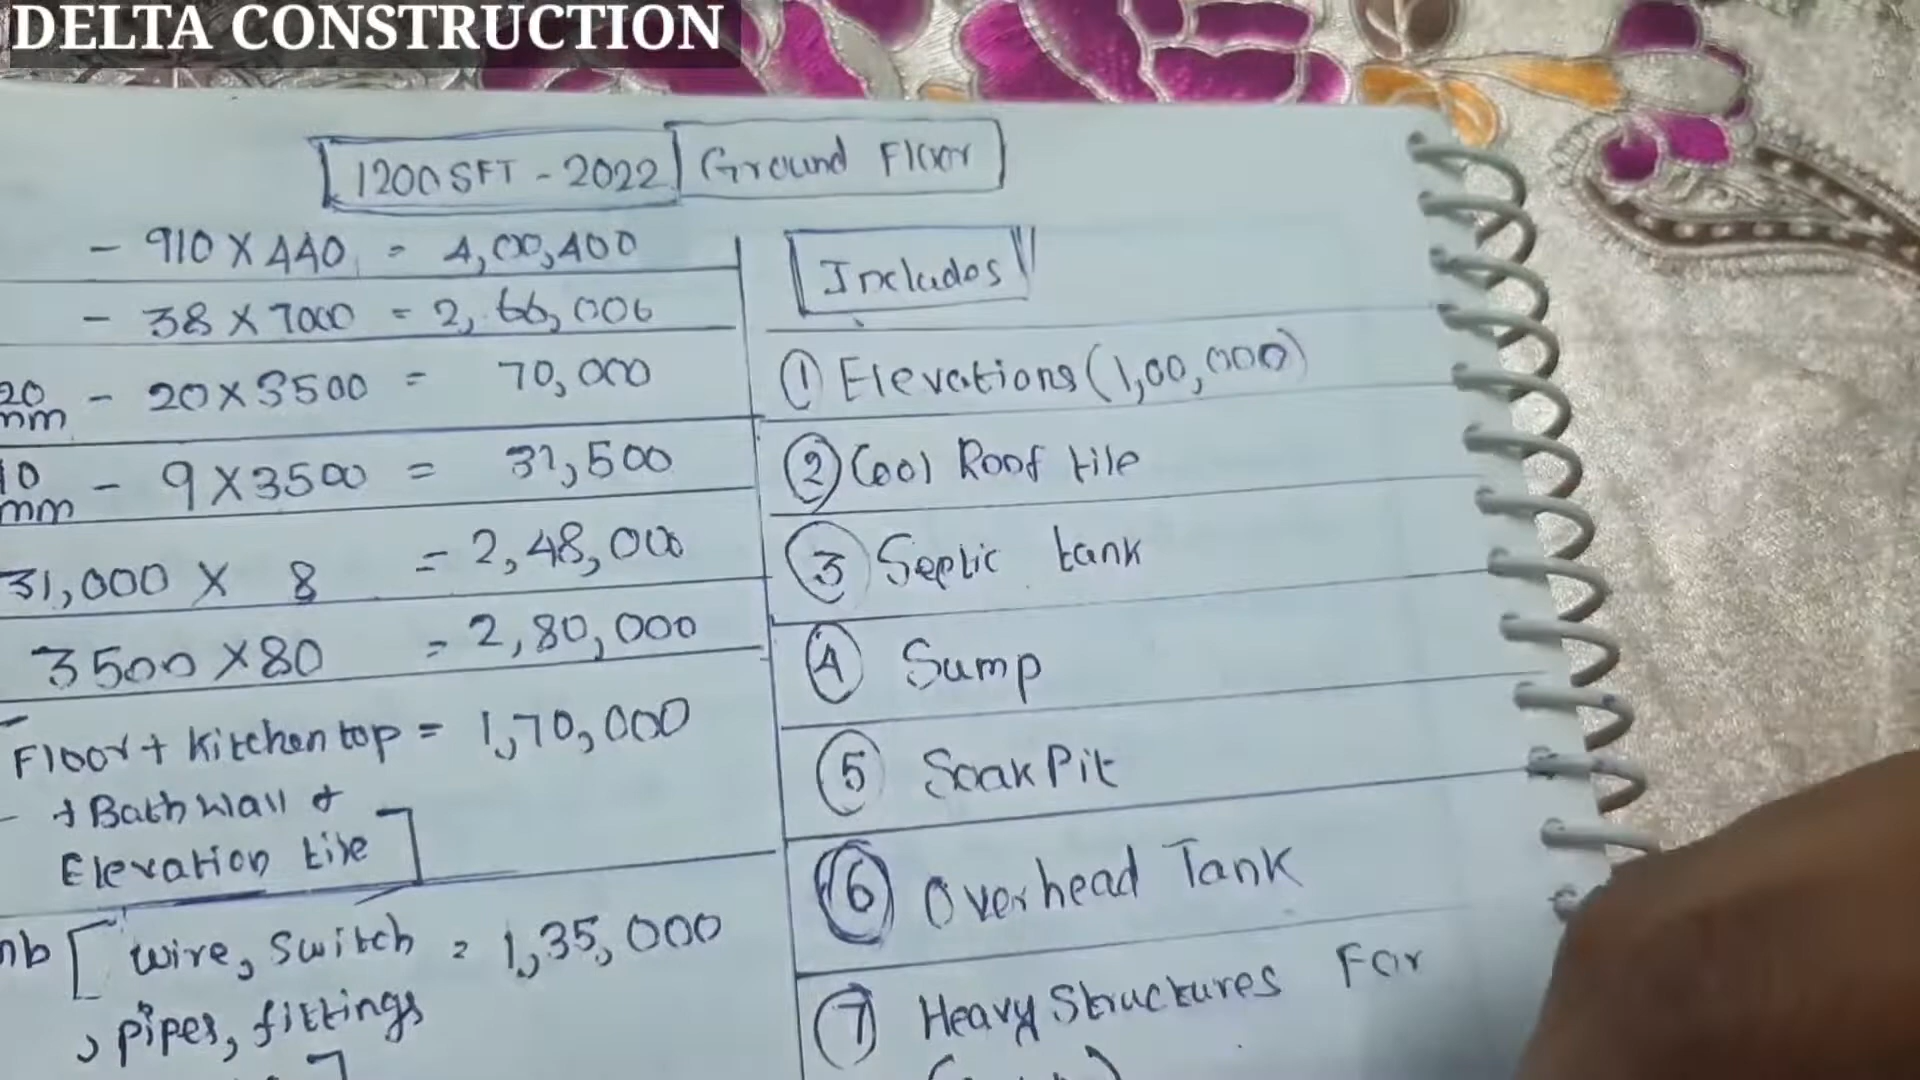 DELTA CONSTRUCTION
1200 SFT - 2022 Ground Floor
- 910 X 440 = 4,00,400
- 38 X 7000 = 2,66,000
20 mm - 20 X 3500 = 70,000
10 mm - 9 X 3500 = 31,500
31,000 X 8 = 2,48,000
3500 X 80 = 2,80,000
Floor + Kitchen top = 1,70,000
+ Bath wall +
Elevation tile ]
[ wire, switch = 1,35,000
, pipes, fittings
]
Includes
1 Elevations (1,00,000)
2 Cool Roof tile
3 Septic tank
4 Sump
5 Soak Pit
6 Overhead Tank
7 Heavy Structures For